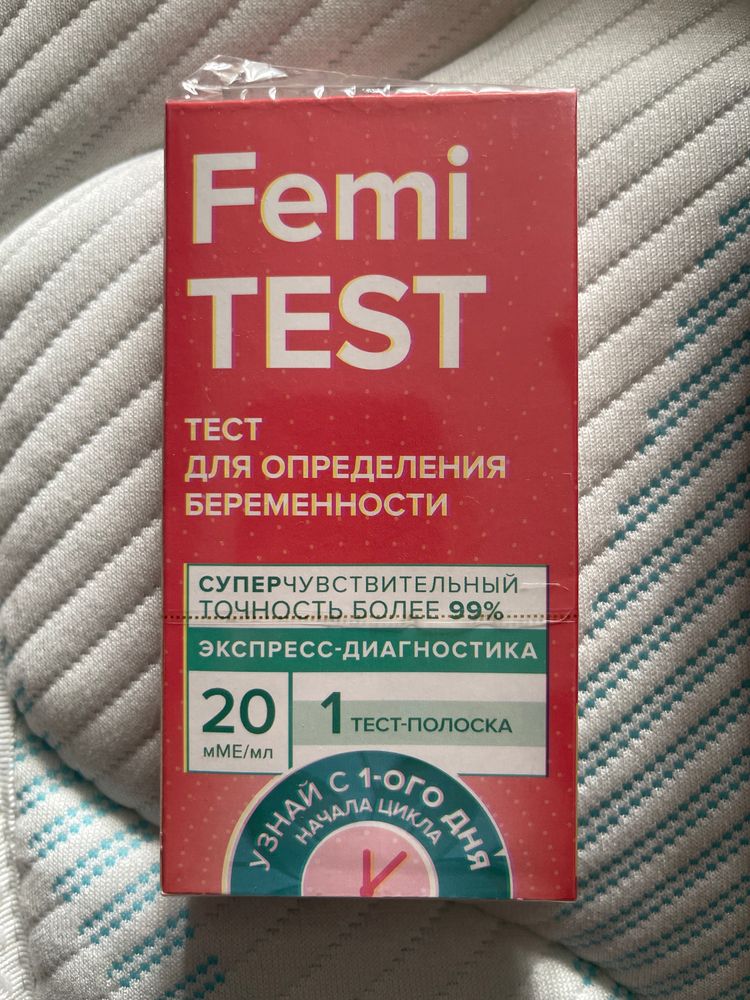 Femi
TEST
ТЕСТ
ДЛЯ ОПРЕДЕЛЕНИЯ
БЕРЕМЕННОСТИ
СУПЕРЧУВСТВИТЕЛЬНЫЙ
ТОЧНОСТЬ БОЛЕЕ 99%
ЭКСПРЕСС-ДИАГНОСТИКА
20
мМЕ/мл
1 ТЕСТ-ПОЛОСКА
УЗНАЙ С 1-ОГО ДНЯ
НАЧАЛА ЦИКЛА